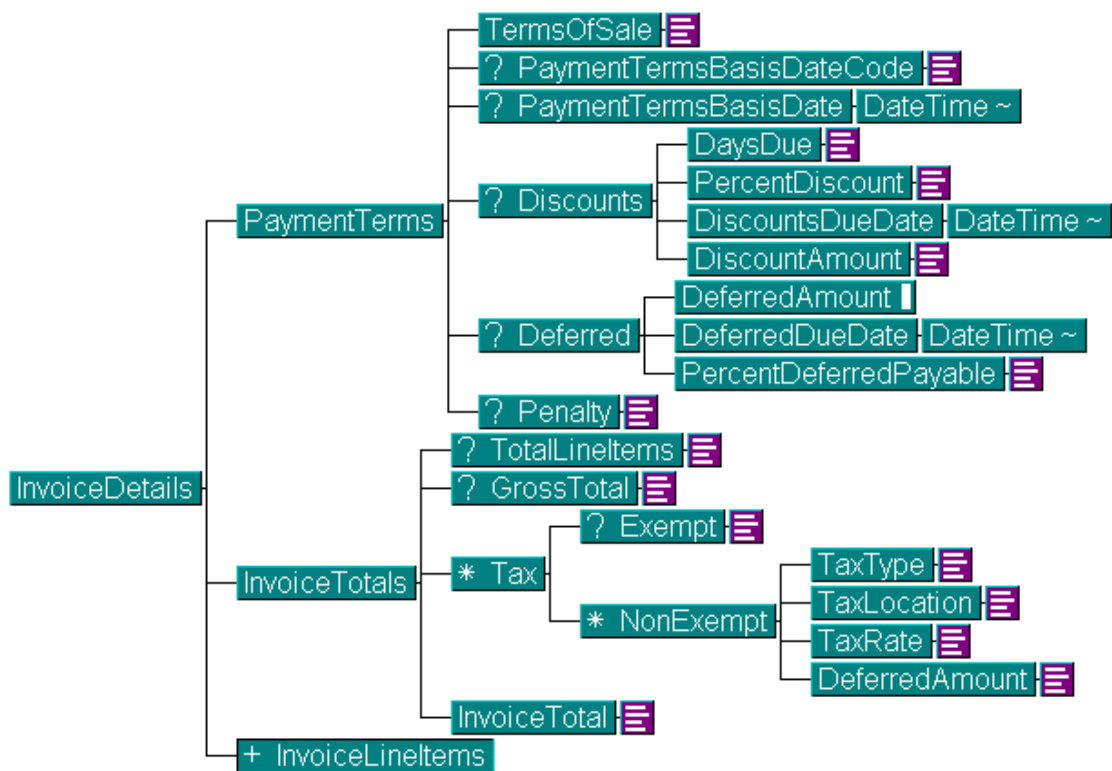 TermsOfSale
? PaymentTermsBasisDateCode
? PaymentTermsBasisDate DateTime ~
DaysDue
PercentDiscount
? Discounts
PaymentTerms
DiscountsDueDate DateTime ~
DiscountAmount
DeferredAmount
? Deferred
DeferredDueDate DateTime ~
PercentDeferredPayable
? Penalty
? TotalLineItems
InvoiceDetails
? GrossTotal
? Exempt
InvoiceTotals
* Tax
TaxType
TaxLocation
* NonExempt
TaxRate
DeferredAmount
InvoiceTotal
+ InvoiceLineItems